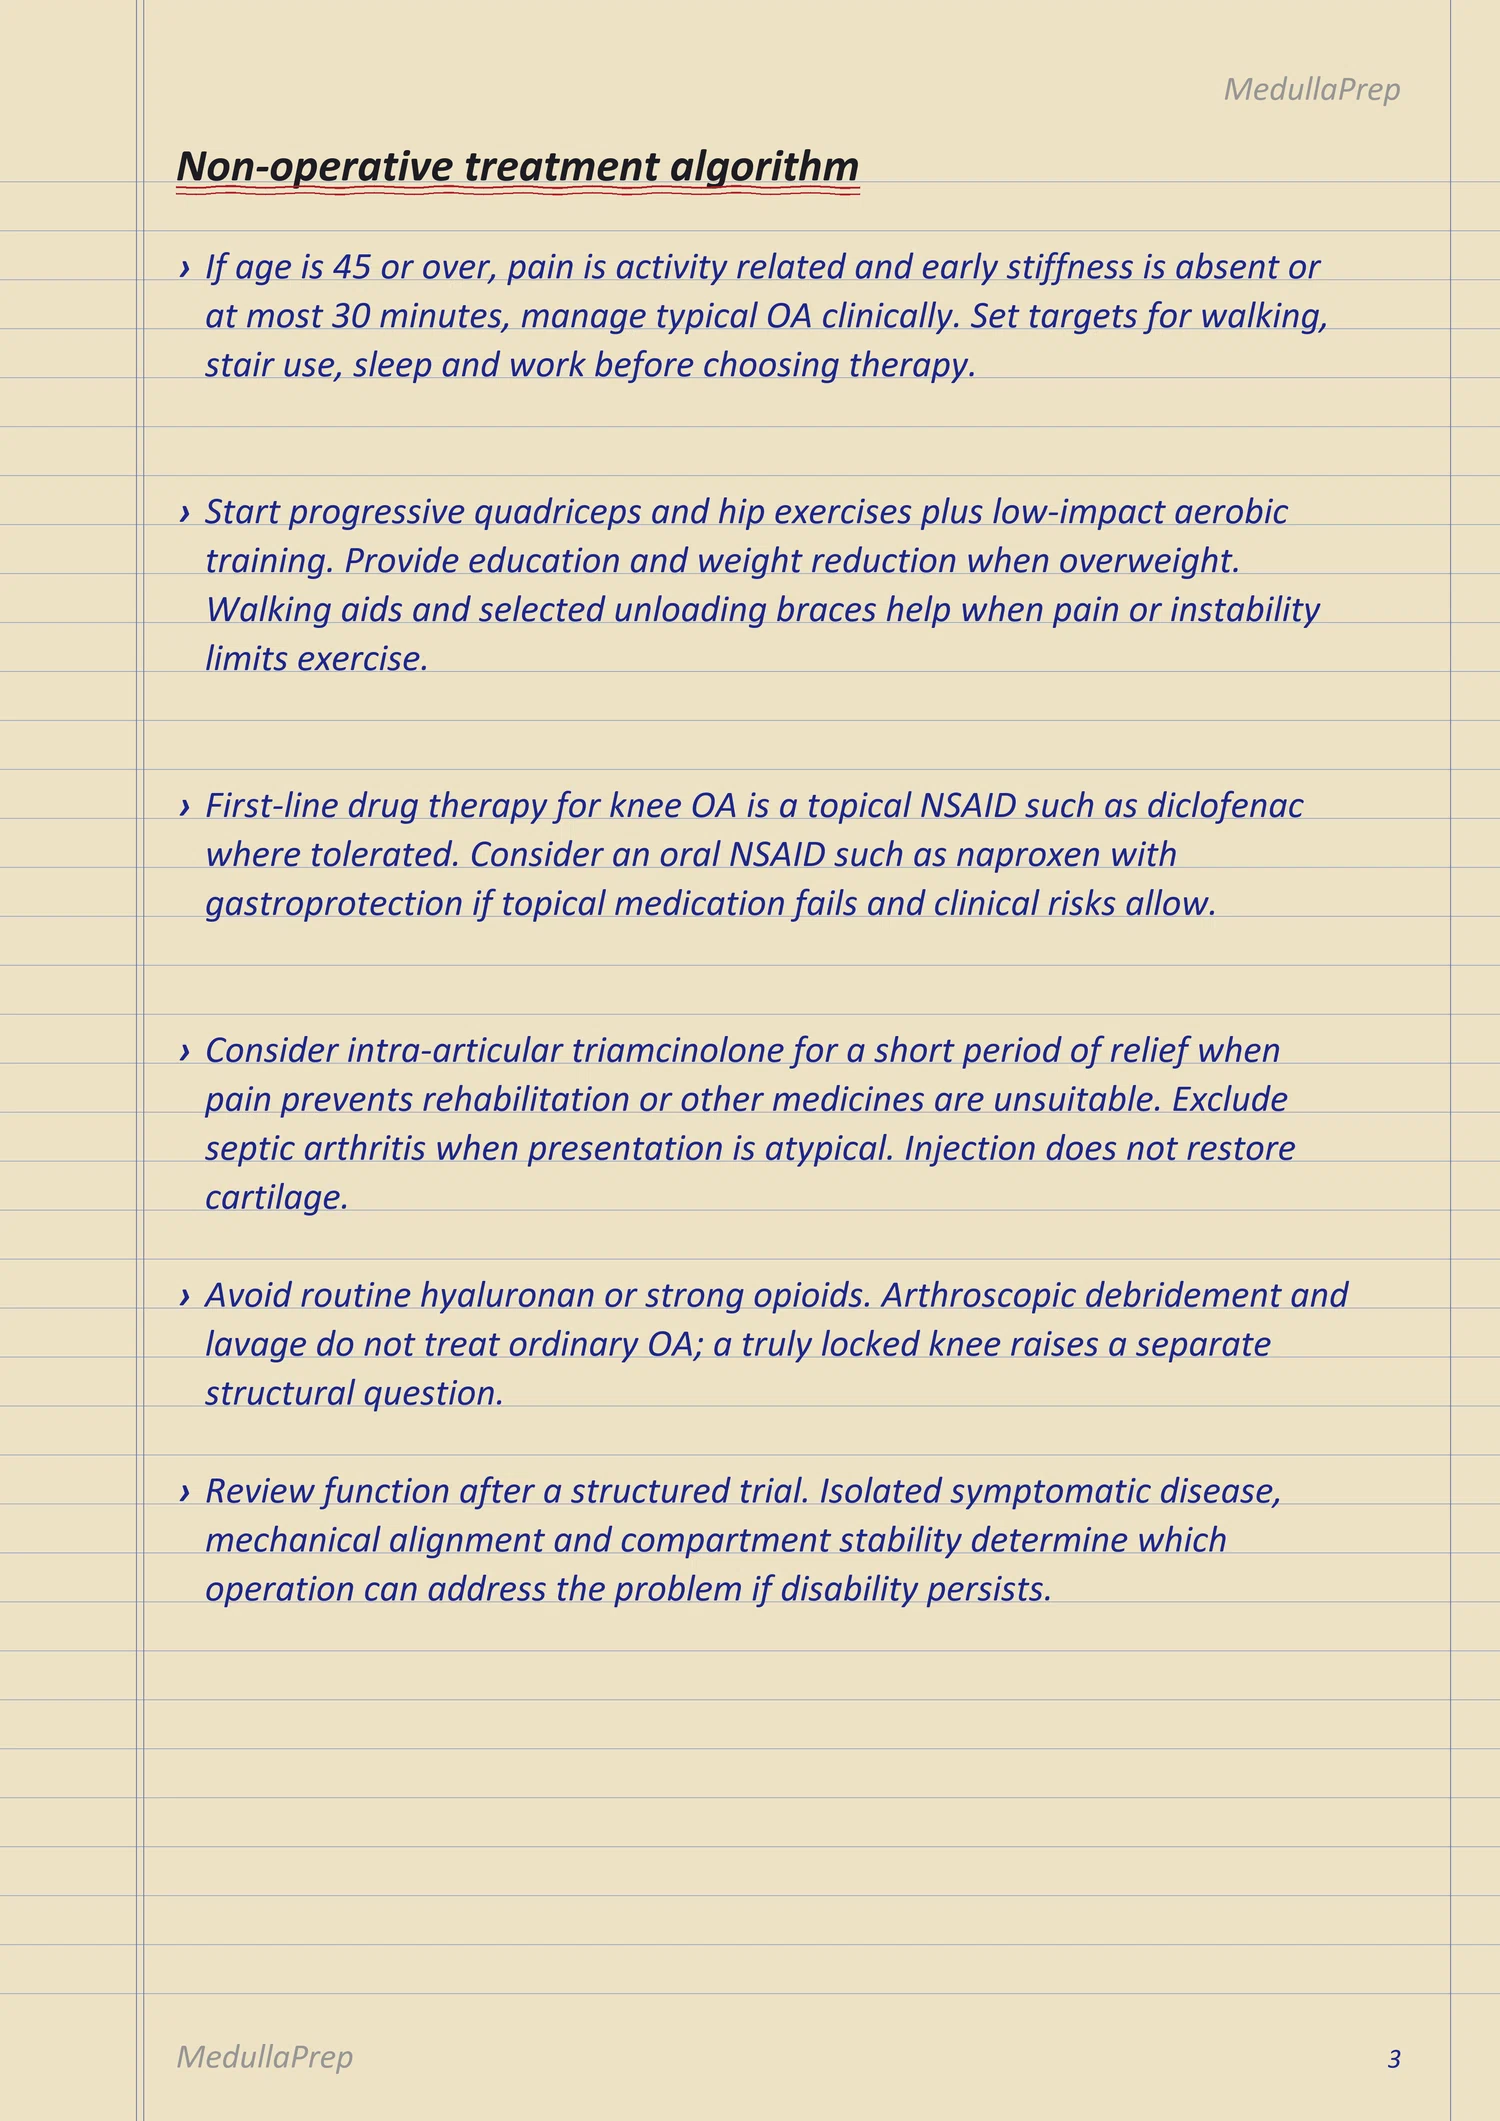 MedullaPrep
Non-operative treatment algorithm
› If age is 45 or over, pain is activity related and early stiffness is absent or
at most 30 minutes, manage typical OA clinically. Set targets for walking,
stair use, sleep and work before choosing therapy.
› Start progressive quadriceps and hip exercises plus low-impact aerobic
training. Provide education and weight reduction when overweight.
Walking aids and selected unloading braces help when pain or instability
limits exercise.
› First-line drug therapy for knee OA is a topical NSAID such as diclofenac
where tolerated. Consider an oral NSAID such as naproxen with
gastroprotection if topical medication fails and clinical risks allow.
› Consider intra-articular triamcinolone for a short period of relief when
pain prevents rehabilitation or other medicines are unsuitable. Exclude
septic arthritis when presentation is atypical. Injection does not restore
cartilage.
› Avoid routine hyaluronan or strong opioids. Arthroscopic debridement and
lavage do not treat ordinary OA; a truly locked knee raises a separate
structural question.
› Review function after a structured trial. Isolated symptomatic disease,
mechanical alignment and compartment stability determine which
operation can address the problem if disability persists.
MedullaPrep
3